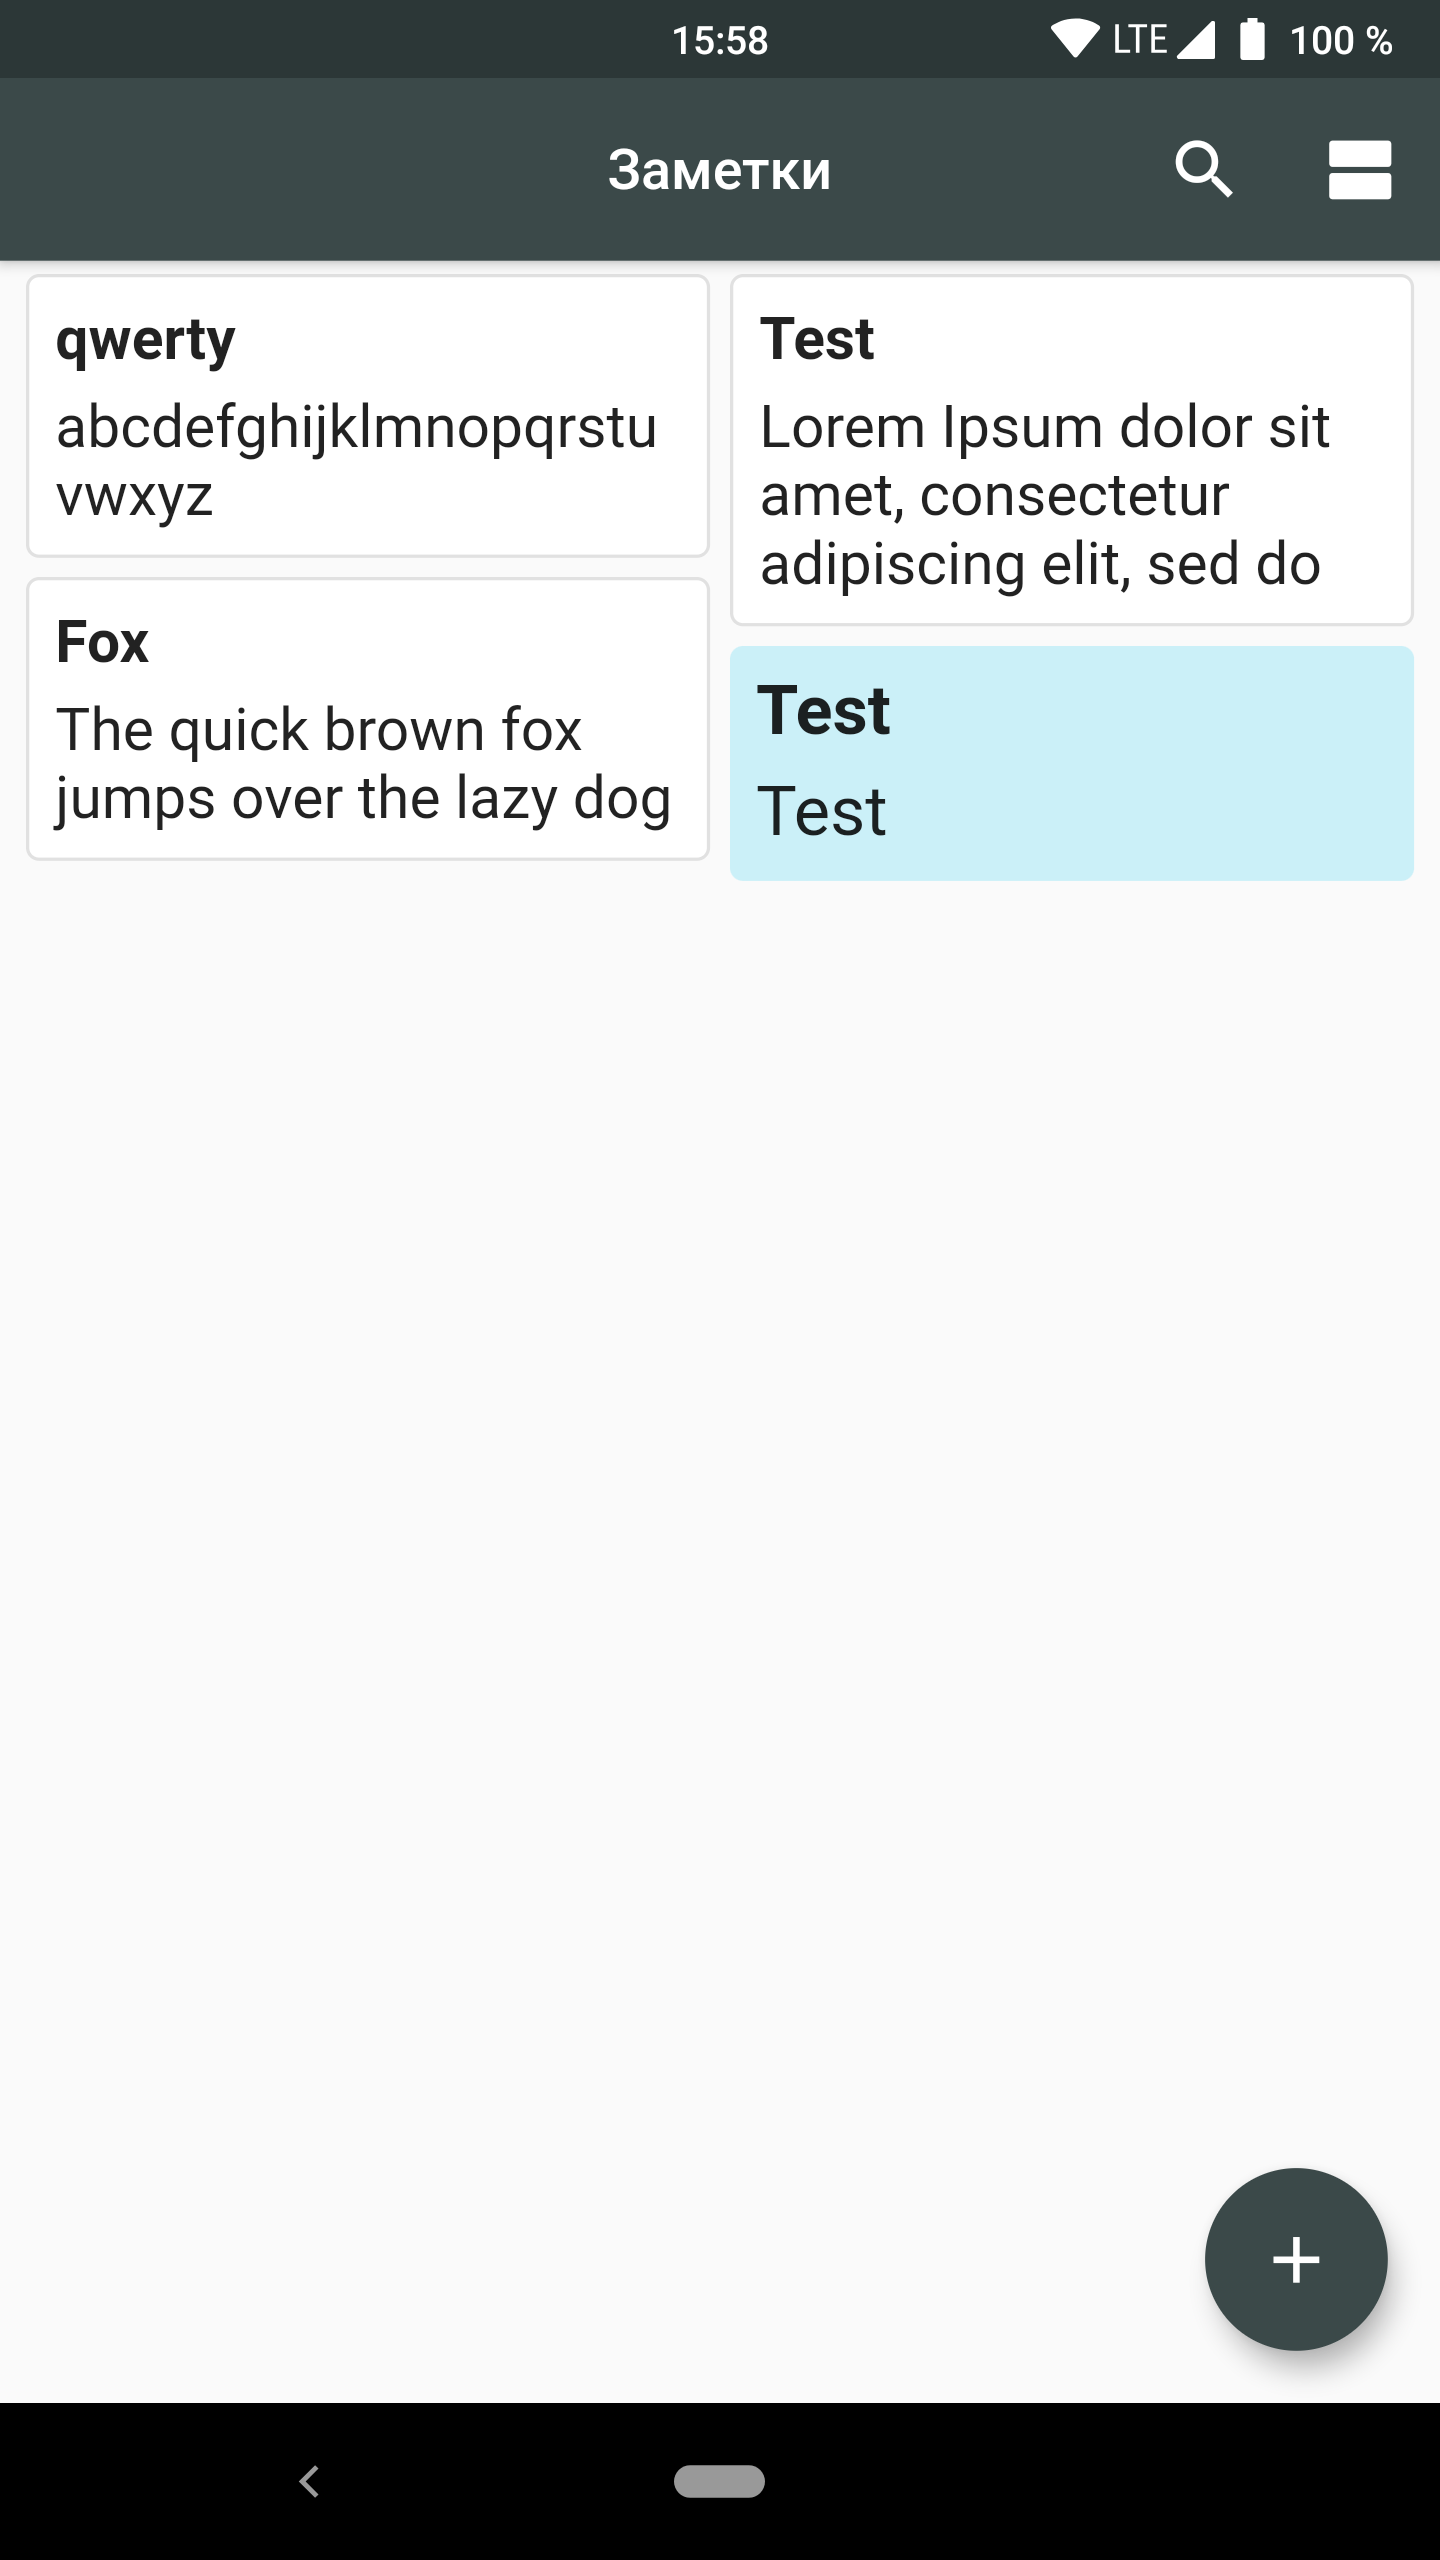 15:58 LTE 100 %
Заметки
qwerty
abcdefghijklmnopqrstu
vwxyz
Fox
The quick brown fox
jumps over the lazy dog
Test
Lorem Ipsum dolor sit
amet, consectetur
adipiscing elit, sed do
Test
Test